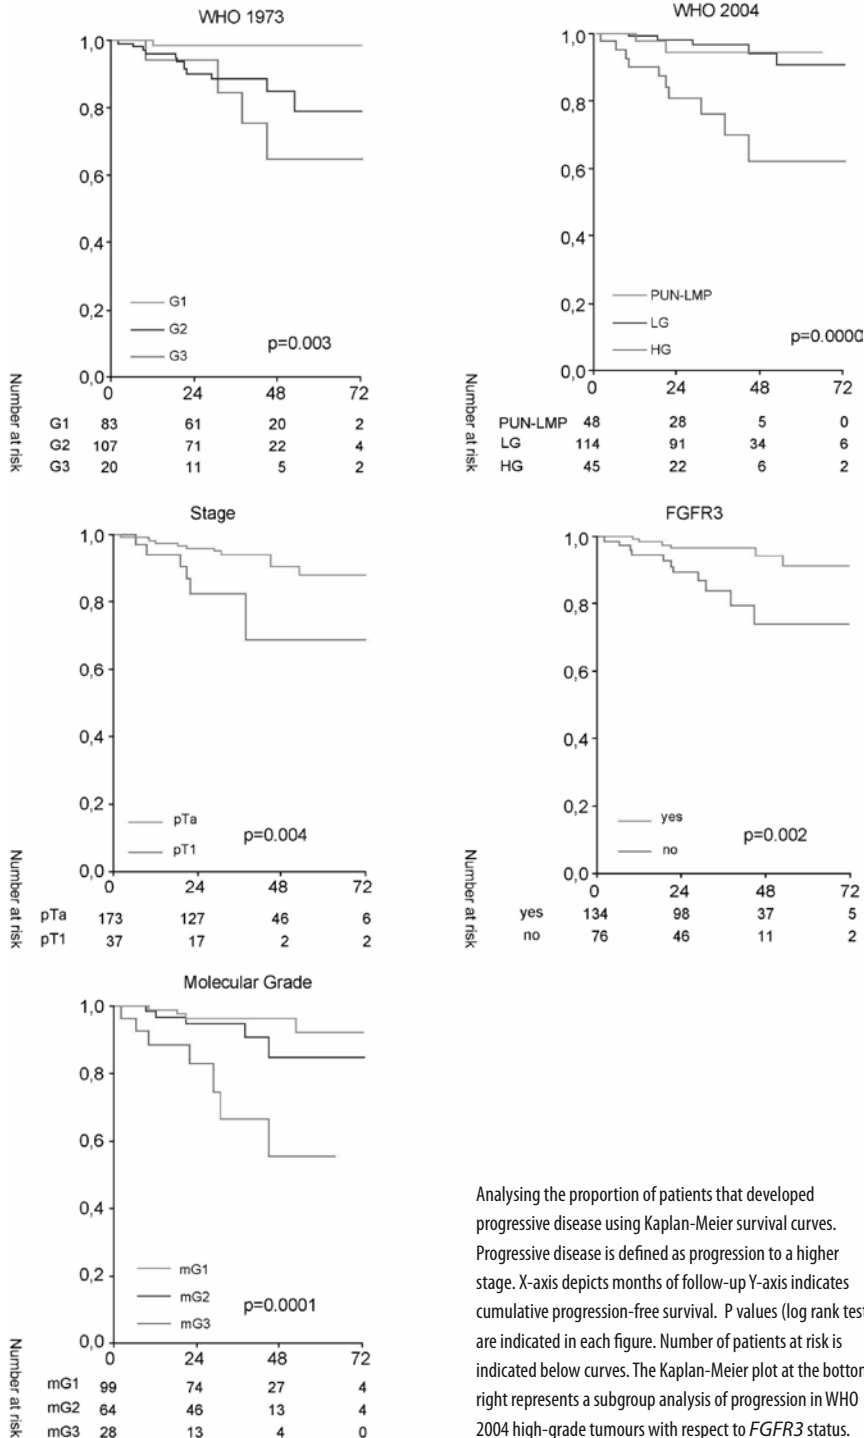 WHO 1973
1,0
0,8
0,6
0,4
0,2
0,0
G1
G2
G3
p=0.003
0 24 48 72
Number at risk
G1 83 61 20 2
G2 107 71 22 4
G3 20 11 5 2
WHO 2004
1,0
0,8
0,6
0,4
0,2
0,0
PUN-LMP
LG
HG
p=0.0000
0 24 48 72
Number at risk
PUN-LMP 48 28 5 0
LG 114 91 34 6
HG 45 22 6 2
Stage
1,0
0,8
0,6
0,4
0,2
0,0
pTa
pT1
p=0.004
0 24 48 72
Number at risk
pTa 173 127 46 6
pT1 37 17 2 2
FGFR3
1,0
0,8
0,6
0,4
0,2
0,0
yes
no
p=0.002
0 24 48 72
Number at risk
yes 134 98 37 5
no 76 46 11 2
Molecular Grade
1,0
0,8
0,6
0,4
0,2
0,0
mG1
mG2
mG3
p=0.0001
0 24 48 72
Number at risk
mG1 99 74 27 4
mG2 64 46 13 4
mG3 28 13 4 0
Analysing the proportion of patients that developed
progressive disease using Kaplan-Meier survival curves.
Progressive disease is defined as progression to a higher
stage. X-axis depicts months of follow-up Y-axis indicates
cumulative progression-free survival. P values (log rank test
are indicated in each figure. Number of patients at risk is
indicated below curves. The Kaplan-Meier plot at the bottom
right represents a subgroup analysis of progression in WHO
2004 high-grade tumours with respect to FGFR3 status.